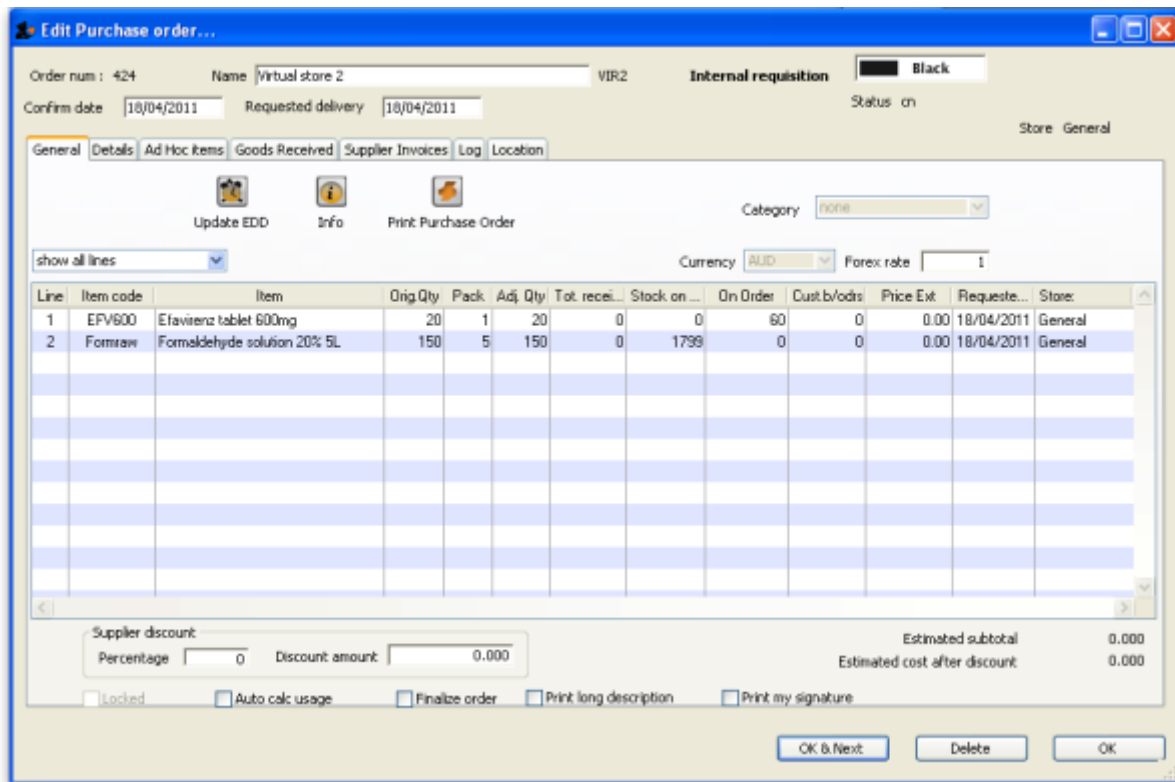 Edit Purchase order...
Order num : 424 Name Virtual store 2 VIR2 Internal requisition Black
Confirm date 18/04/2011 Requested delivery 18/04/2011 Status cn
Store General
General Details Ad Hoc items Goods Received Supplier Invoices Log Location
Update EDD Info Print Purchase Order Category none
show all lines Currency AUD Forex rate 1
Line Item code Item Orig.Qty Pack Adj. Qty Tot. recei... Stock on ... On Order Cust.b/odrs Price Ext Requeste... Store:
1 EFV600 Efavirenz tablet 600mg 20 1 20 0 0 60 0 0.00 18/04/2011 General
2 Formraw Formaldehyde solution 20% 5L 150 5 150 0 1799 0 0 0.00 18/04/2011 General
Supplier discount
Percentage 0 Discount amount 0.000
Estimated subtotal 0.000
Estimated cost after discount 0.000
Locked Auto calc usage Finalize order Print long description Print my signature
OK & Next Delete OK